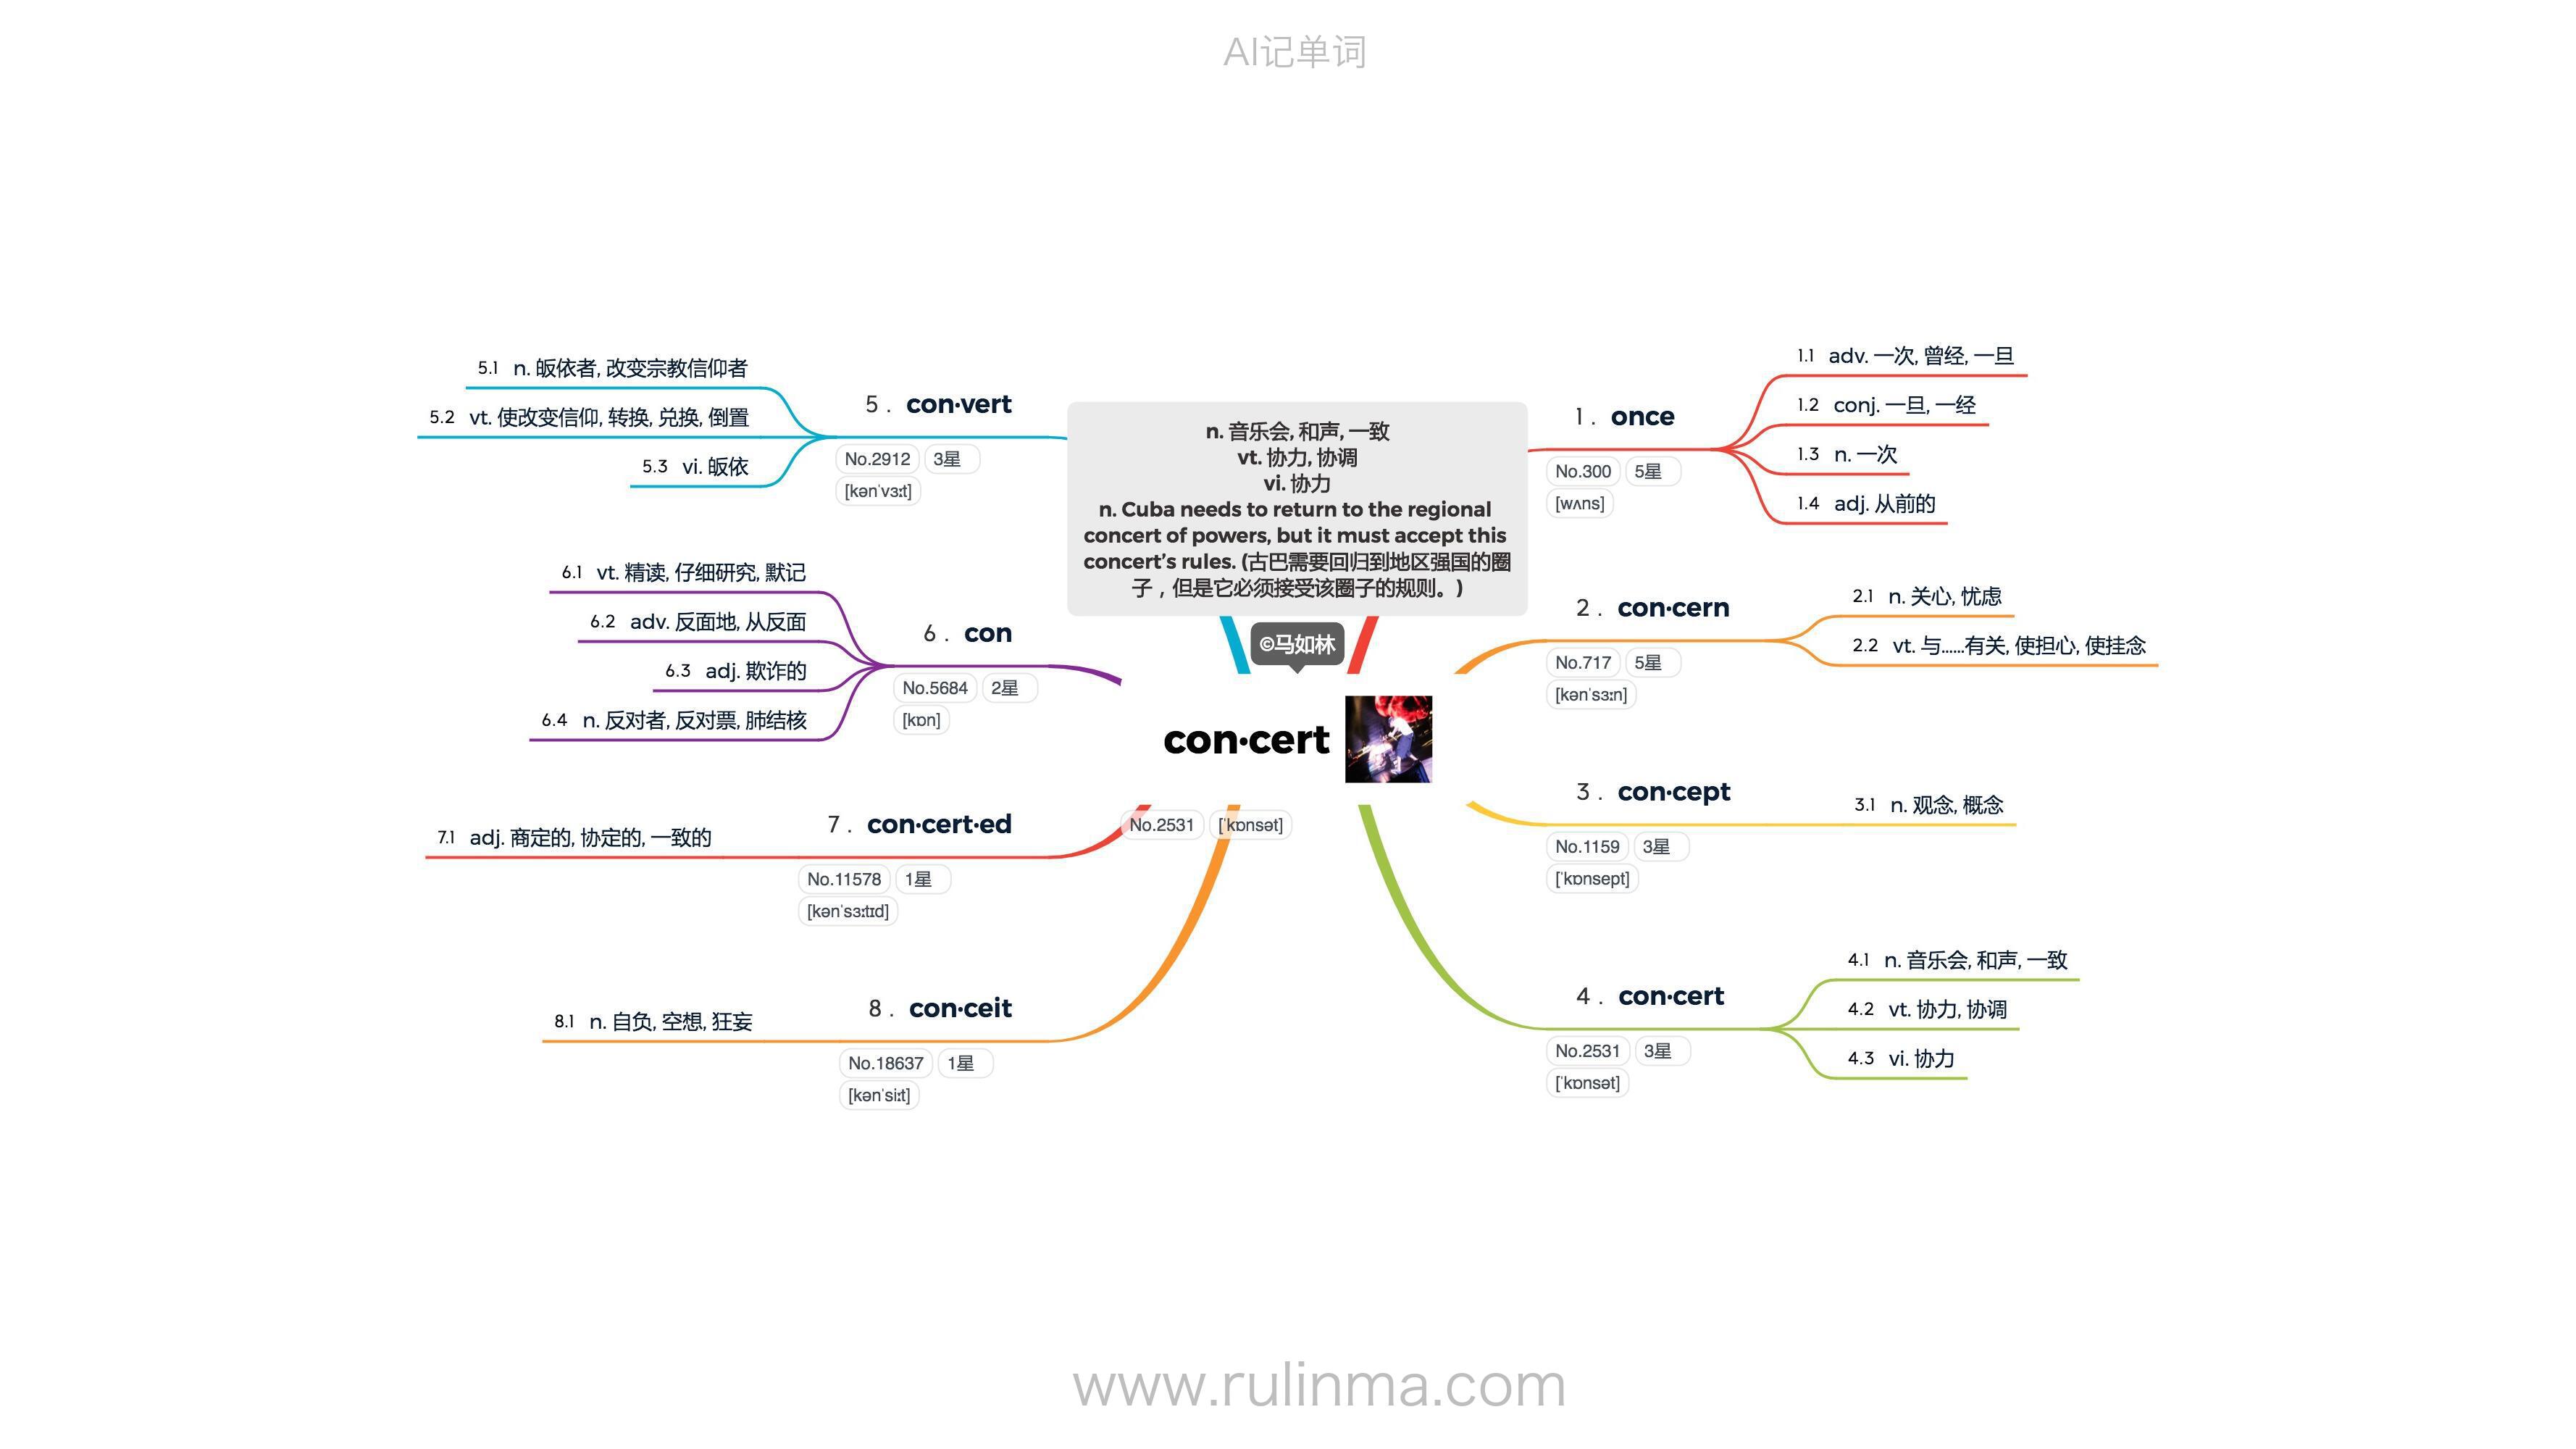 AI记单词
n. 音乐会, 和声, 一致
vt. 协力, 协调
vi. 协力
n. Cuba needs to return to the regional
concert of powers, but it must accept this
concert’s rules. (古巴需要回归到地区强国的圈
子，但是它必须接受该圈子的规则。)
©马如林
con·cert
No.2531 [ˈkɒnsət]
1. once
No.300 5星
[wʌns]
1.1 adv. 一次, 曾经, 一旦
1.2 conj. 一旦, 一经
1.3 n. 一次
1.4 adj. 从前的
2. con·cern
No.717 5星
[kənˈsɜːn]
2.1 n. 关心, 忧虑
2.2 vt. 与……有关, 使担心, 使挂念
3. con·cept
No.1159 3星
[ˈkɒnsept]
3.1 n. 观念, 概念
4. con·cert
No.2531 3星
[ˈkɒnsət]
4.1 n. 音乐会, 和声, 一致
4.2 vt. 协力, 协调
4.3 vi. 协力
5. con·vert
No.2912 3星
[kənˈvɜːt]
5.1 n. 皈依者, 改变宗教信仰者
5.2 vt. 使改变信仰, 转换, 兑换, 倒置
5.3 vi. 皈依
6. con
No.5684 2星
[kɒn]
6.1 vt. 精读, 仔细研究, 默记
6.2 adv. 反面地, 从反面
6.3 adj. 欺诈的
6.4 n. 反对者, 反对票, 肺结核
7. con·cert·ed
No.11578 1星
[kənˈsɜːtɪd]
7.1 adj. 商定的, 协定的, 一致的
8. con·ceit
No.18637 1星
[kənˈsiːt]
8.1 n. 自负, 空想, 狂妄
www.rulinma.com